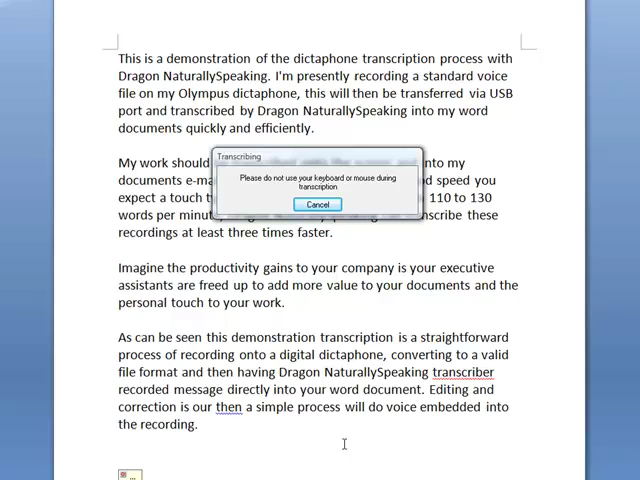 This is a demonstration of the dictaphone transcription process with
Dragon NaturallySpeaking. I'm presently recording a standard voice
file on my Olympus dictaphone, this will then be transferred via USB
port and transcribed by Dragon NaturallySpeaking into my word
documents quickly and efficiently.
Transcribing
Please do not use your keyboard or mouse during
transcription
Cancel
My work should into my
documents e-ma speed you
expect a touch t 110 to 130
words per minut transcribe these
recordings at least three times faster.
Imagine the productivity gains to your company is your executive
assistants are freed up to add more value to your documents and the
personal touch to your work.
As can be seen this demonstration transcription is a straightforward
process of recording onto a digital dictaphone, converting to a valid
file format and then having Dragon NaturallySpeaking transcriber
recorded message directly into your word document. Editing and
correction is our then a simple process will do voice embedded into
the recording.